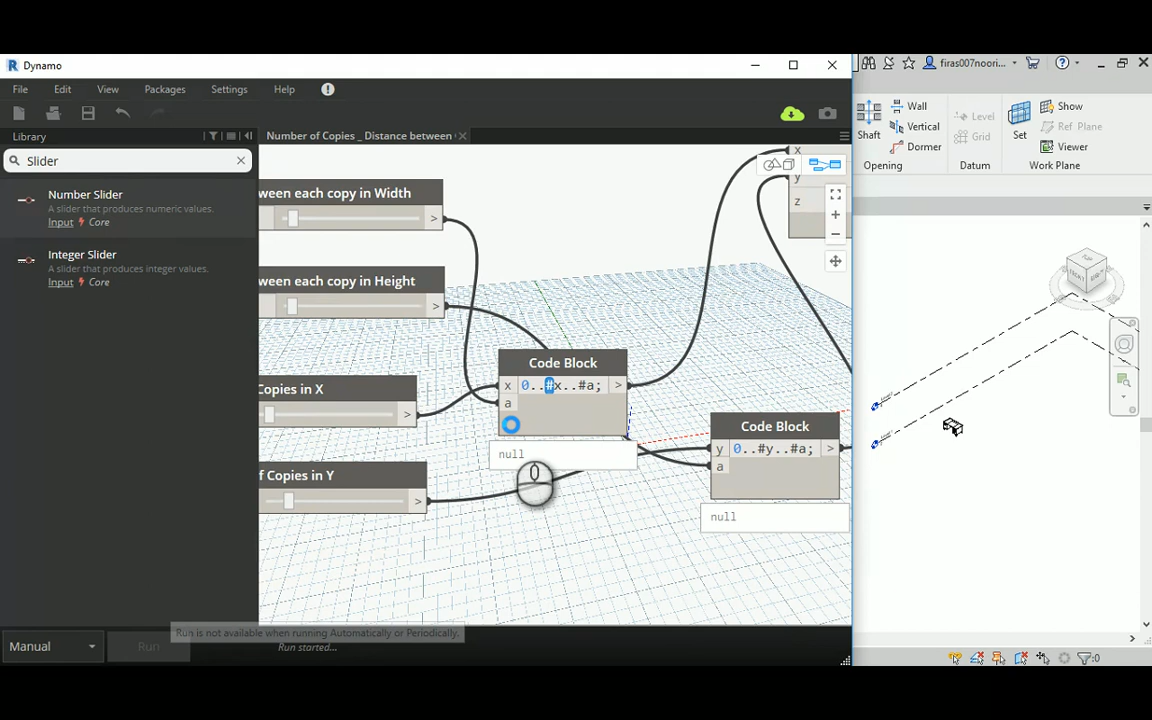 Dynamo
firas007noori...
File Edit View Packages Settings Help
Wall
Vertical
Dormer
Shaft
Opening
Level
Grid
Datum
Set
Show
Ref Plane
Viewer
Work Plane
Library
Number of Copies _ Distance between
Slider
Number Slider
A slider that produces numeric values.
Input Core
Integer Slider
A slider that produces integer values.
Input Core
ween each copy in Width
>
ween each copy in Height
>
Copies in X
>
f Copies in Y
>
Code Block
x 0..#x..#a; >
a
null
Code Block
y 0..#y..#a; >
a
null
x
y
z
FRONT
Run is not available when running Automatically or Periodically.
Manual
Run
Run started...
:0